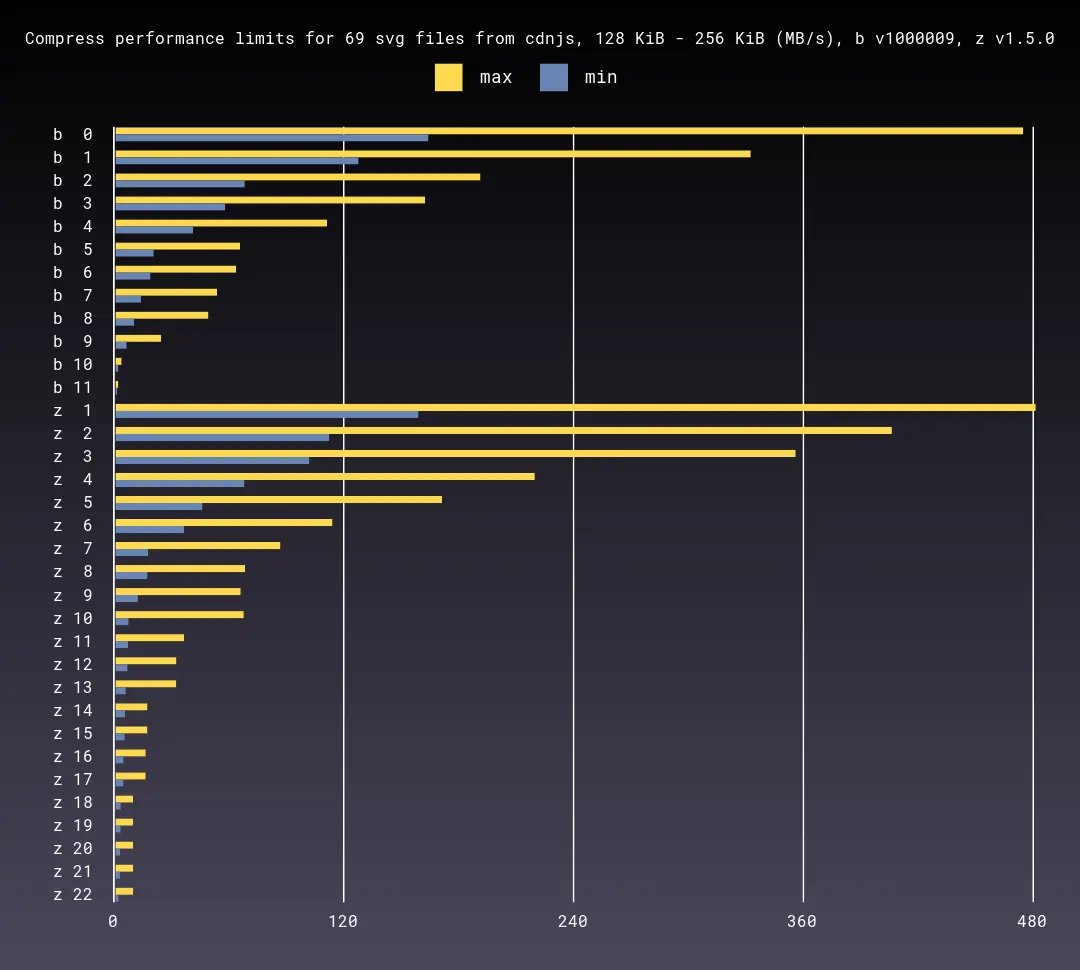 Compress performance limits for 69 svg files from cdnjs, 128 KiB - 256 KiB (MB/s), b v1000009, z v1.5.0
max min
b 0
b 1
b 2
b 3
b 4
b 5
b 6
b 7
b 8
b 9
b 10
b 11
z 1
z 2
z 3
z 4
z 5
z 6
z 7
z 8
z 9
z 10
z 11
z 12
z 13
z 14
z 15
z 16
z 17
z 18
z 19
z 20
z 21
z 22
0 120 240 360 480